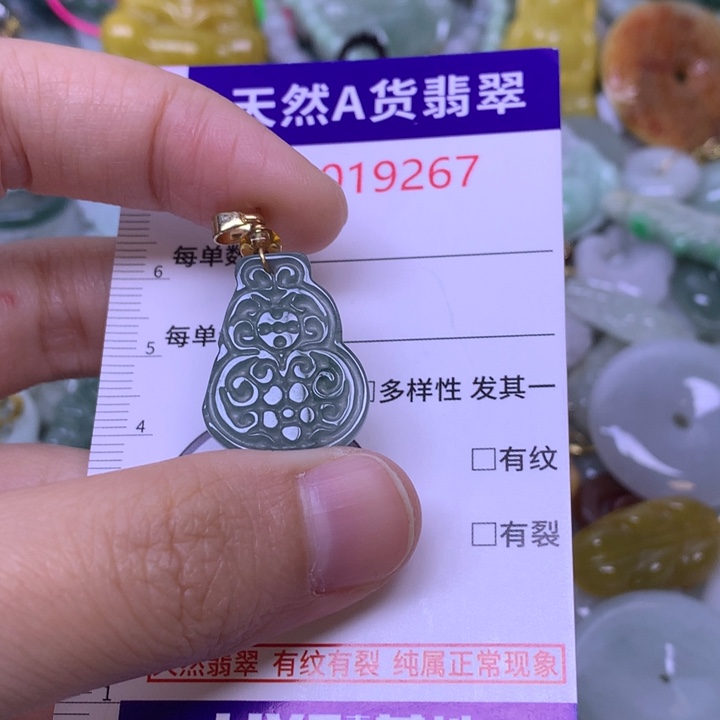 天然A货翡翠
019267
每单数
6
每单
5
□多样性 发其一
4
□有纹
□有裂
天然翡翠 有纹有裂 纯属正常现象
1